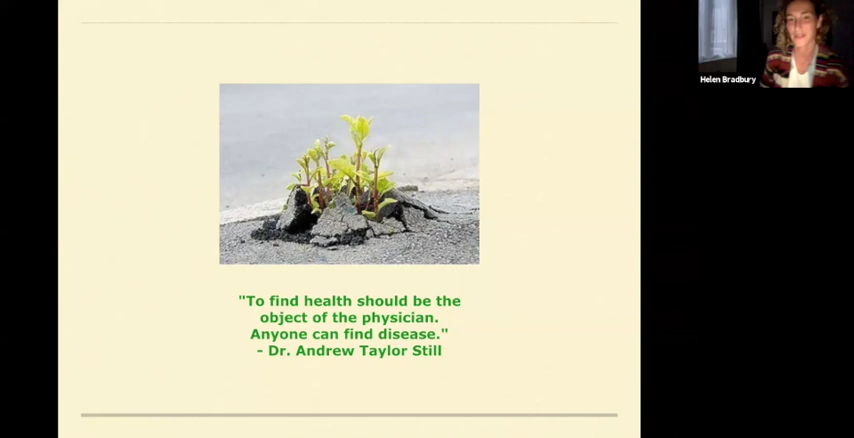 "To find health should be the
object of the physician.
Anyone can find disease."
- Dr. Andrew Taylor Still
Helen Bradbury